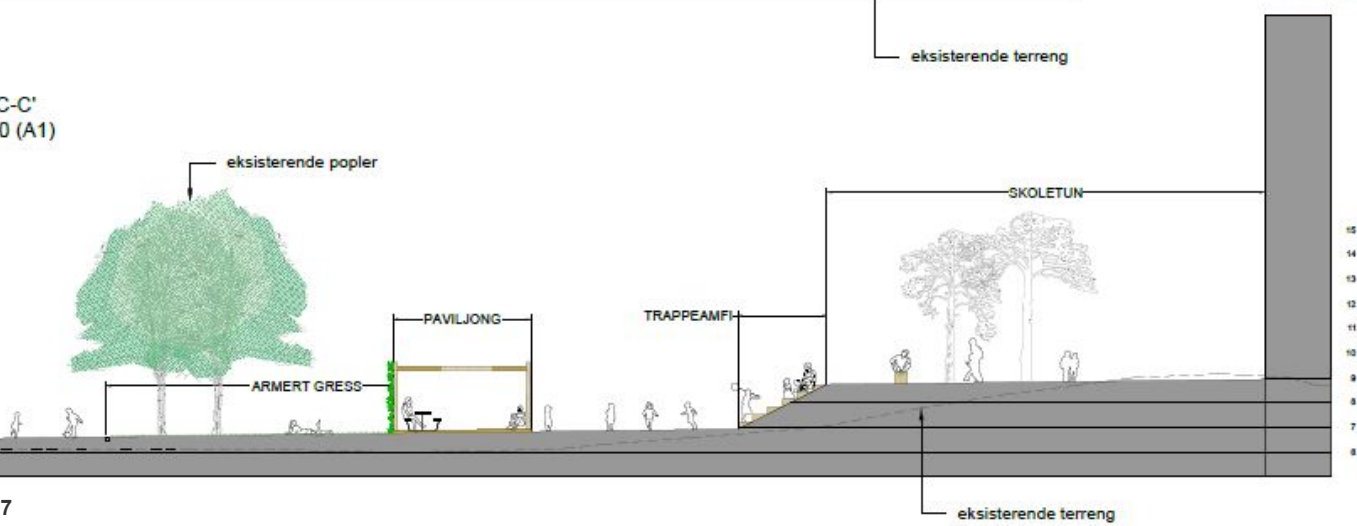 eksisterende terreng
C-C'
0 (A1)
eksisterende popler
SKOLETUN
PAVILJONG
TRAPPEAMFI
ARMERT GRESS
15
14
13
12
11
10
9
8
7
6
7
eksisterende terreng